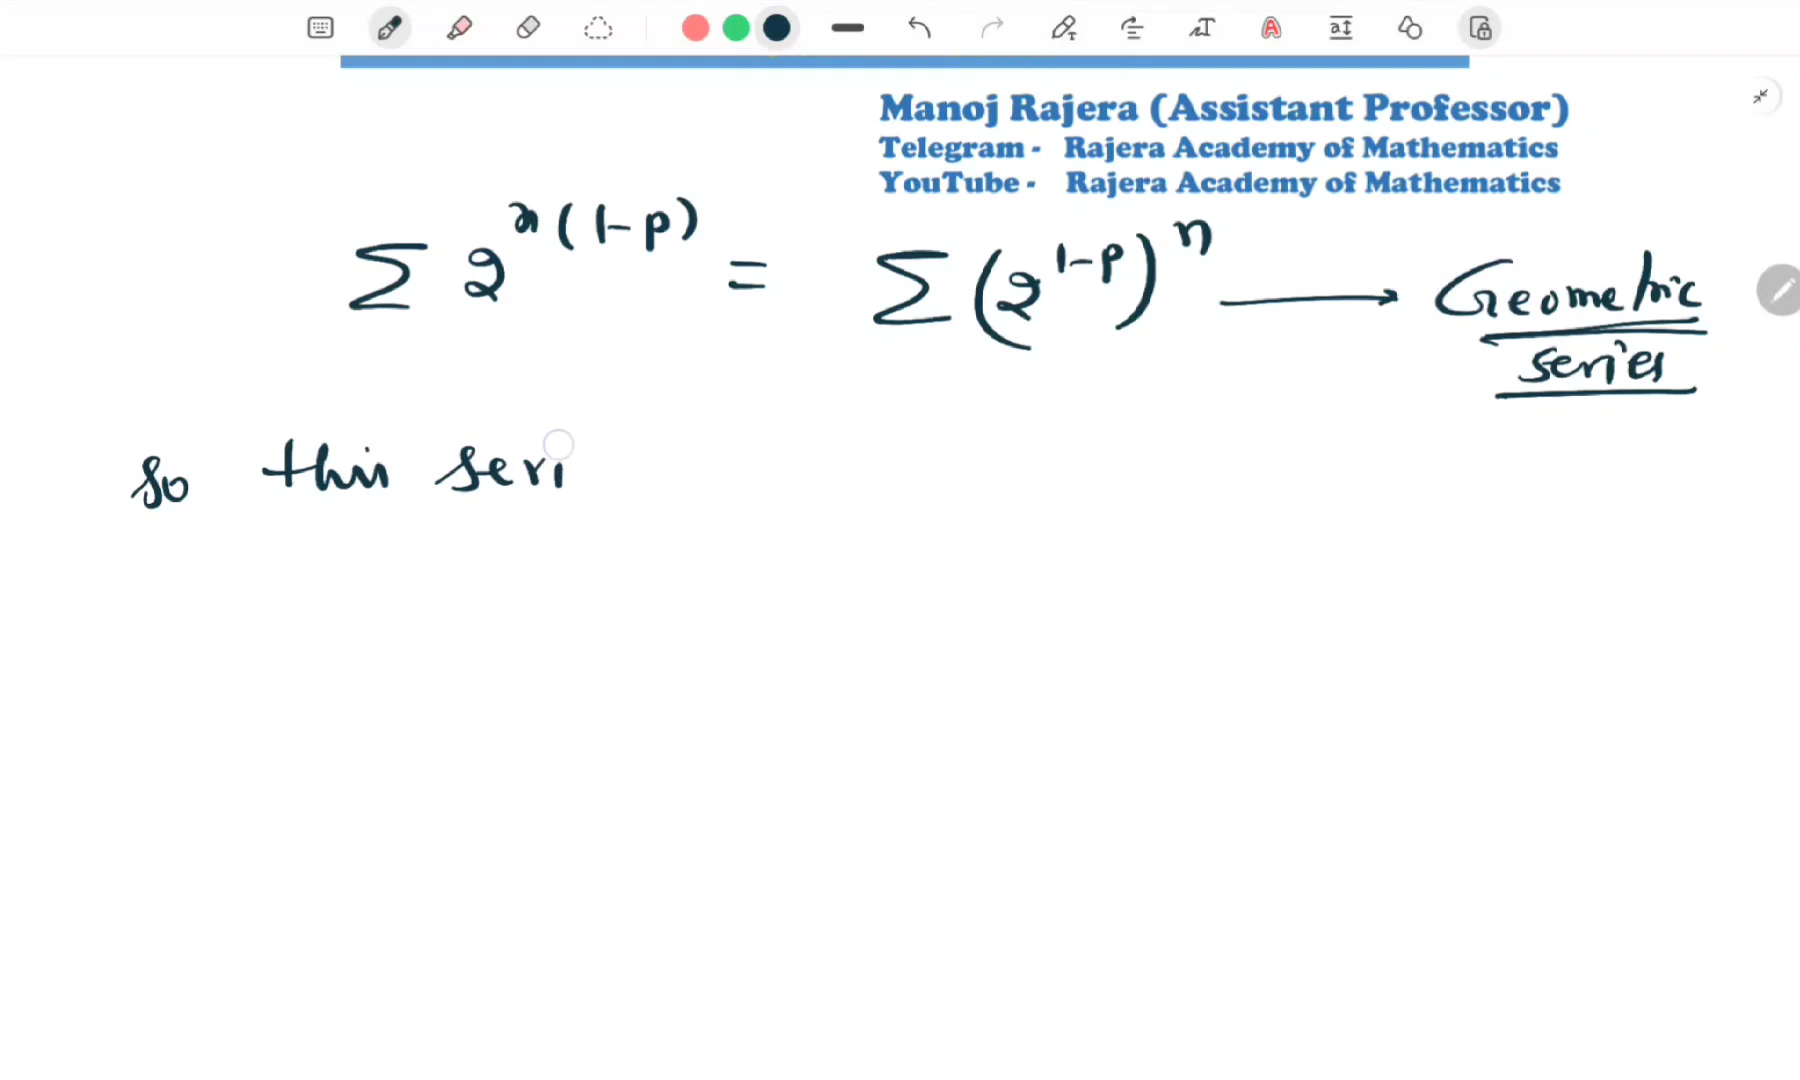 Manoj Rajera (Assistant Professor)
Telegram - Rajera Academy of Mathematics
YouTube - Rajera Academy of Mathematics
∑ 2^n(1-p) = ∑ (2^1-p)^n ⟶ Geometric
series
so this seri